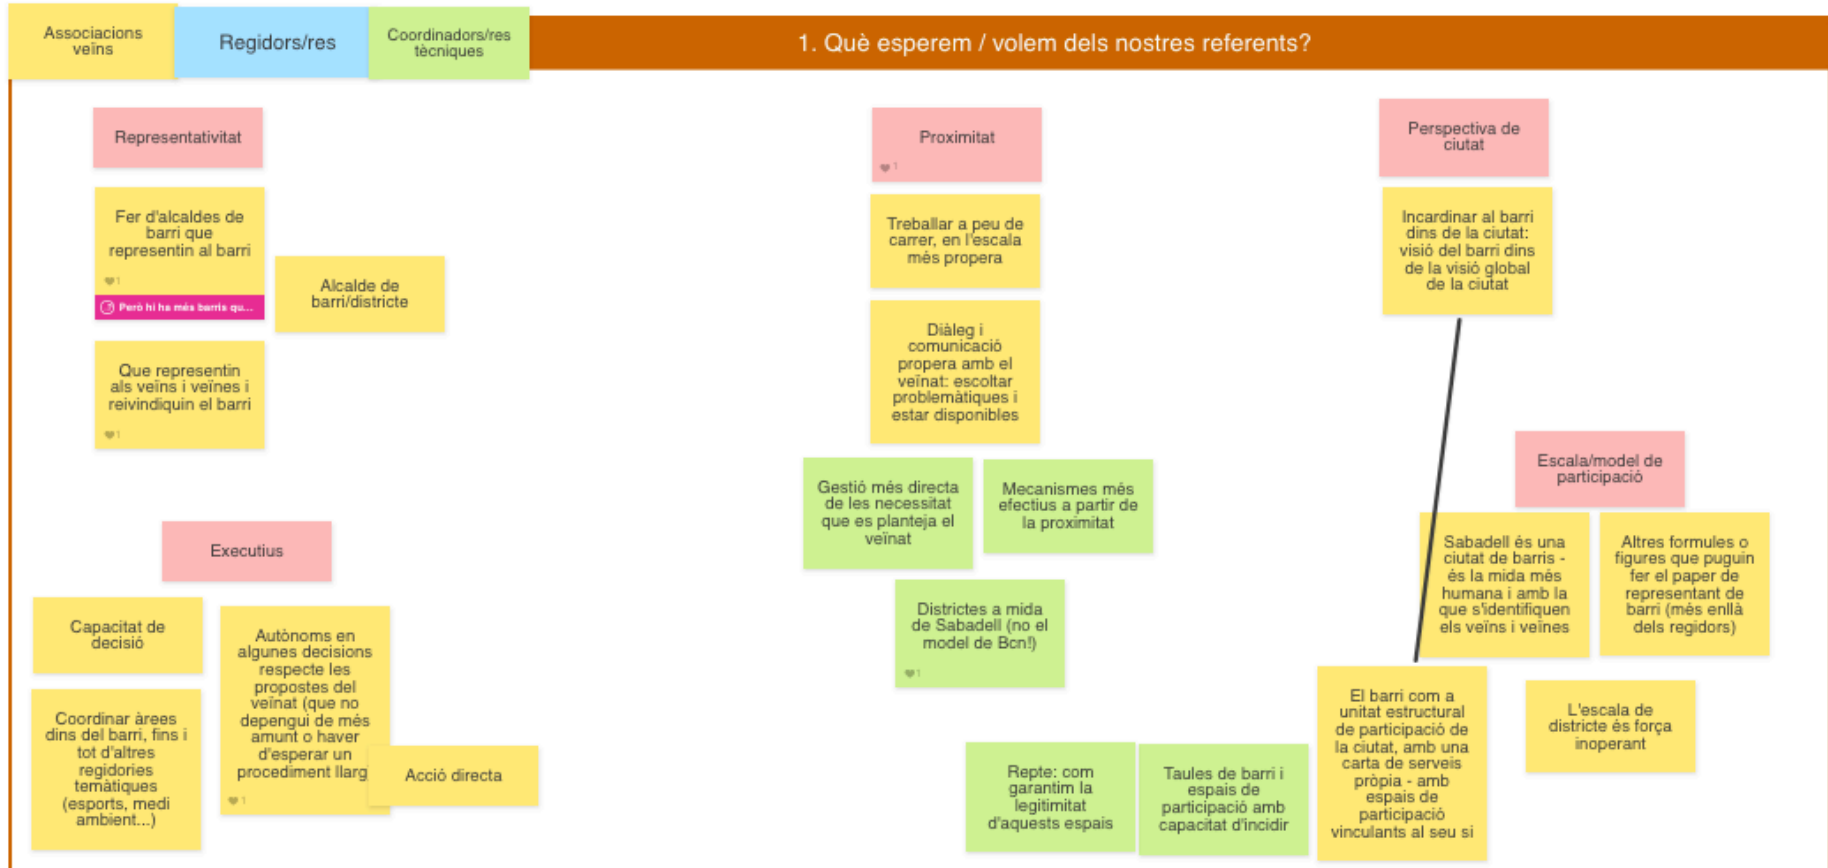 Associacions
veïns
Regidors/res
Coordinadors/res
tècniques
1. Què esperem / volem dels nostres referents?
Representativitat
Fer d'alcaldes de
barri que
representin al barri
1
Però hi ha més barris qu...
Alcalde de
barri/districte
Que representin
als veïns i veïnes i
reivindiquin el barri
1
Executius
Capacitat de
decisió
Autònoms en
algunes decisions
respecte les
propostes del
veïnat (que no
depengui de més
amunt o haver
d'esperar un
procediment llarg
1
Coordinar àrees
dins del barri, fins i
tot d'altres
regidories
temàtiques
(esports, medi
ambient...)
Acció directa
Proximitat
1
Treballar a peu de
carrer, en l'escala
més propera
Diàleg i
comunicació
propera amb el
veïnat: escoltar
problemàtiques i
estar disponibles
Gestió més directa
de les necessitat
que es planteja el
veïnat
Mecanismes més
efectius a partir de
la proximitat
Districtes a mida
de Sabadell (no el
model de Bcn!)
1
Repte: com
garantim la
legitimitat
d'aquests espais
Taules de barri i
espais de
participació amb
capacitat d'incidir
Perspectiva de
ciutat
Incardinar al barri
dins de la ciutat:
visió del barri dins
de la visió global
de la ciutat
Escala/model de
participació
Sabadell és una
ciutat de barris -
és la mida més
humana i amb la
que s'identifiquen
els veïns i veïnes
Altres formules o
figures que puguin
fer el paper de
representant de
barri (més enllà
dels regidors)
El barri com a
unitat estructural
de participació de
la ciutat, amb una
carta de serveis
pròpia - amb
espais de
participació
vinculants al seu si
L'escala de
districte és força
inoperant